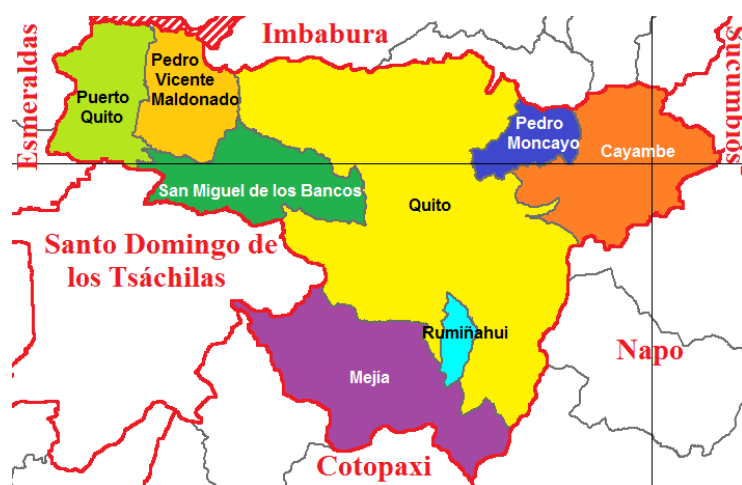 Imbabura
Esmeraldas
Sucumbíos
Pedro
Vicente
Maldonado
Puerto
Quito
Pedro
Moncayo
Cayambe
San Miguel de los Bancos
Quito
Santo Domingo de
los Tsáchilas
Rumiñahui
Napo
Mejia
Cotopaxi